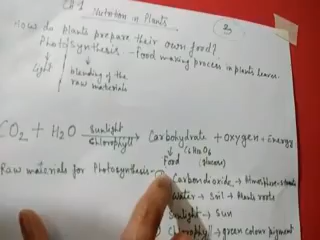 CH-1 Nutrition in Plants
3
How do Plants prepare their own food?
Photosynthesis - Food making process in plants leaves.
light
blending of the raw materials
CO2 + H2O Sunlight Chlorophyll Carbohydrate + oxygen + Energy
C6H12O6
Food (glucose)
Raw materials for Photosynthesis - Carbondioxide → Atmosphere →
Water → Soil → Plants roots
Sunlight → Sun
Chlorophyll → green colour pigment